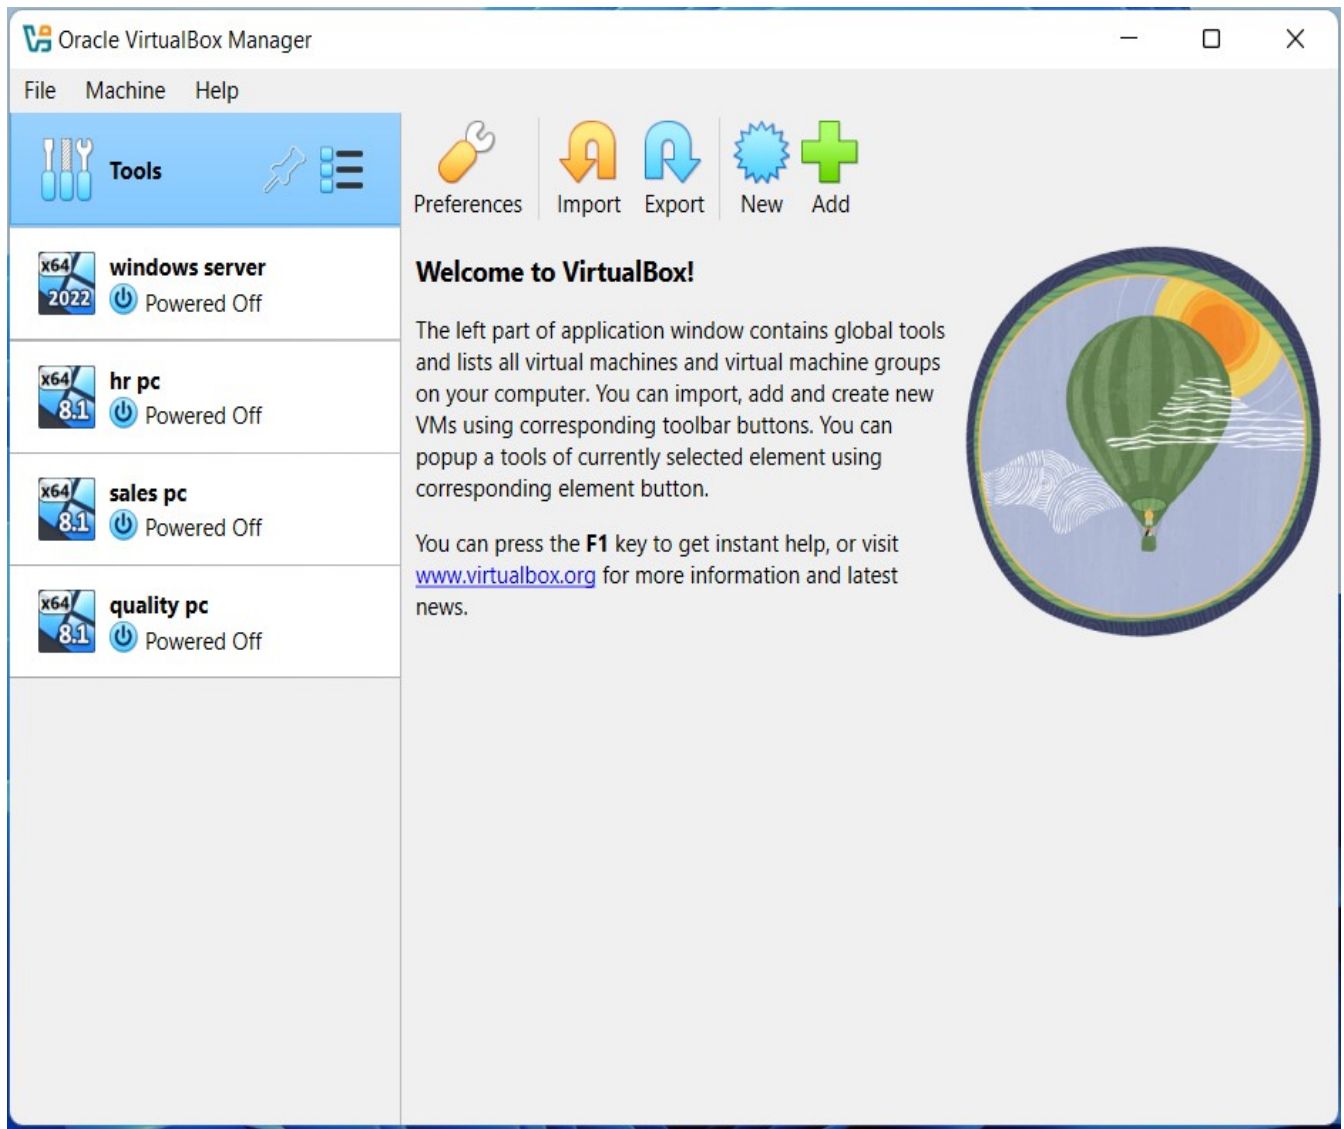 Oracle VirtualBox Manager
File Machine Help
Tools
Preferences Import Export New Add
x64 2022
windows server
Powered Off
x64 8.1
hr pc
Powered Off
x64 8.1
sales pc
Powered Off
x64 8.1
quality pc
Powered Off
Welcome to VirtualBox!
The left part of application window contains global tools
and lists all virtual machines and virtual machine groups
on your computer. You can import, add and create new
VMs using corresponding toolbar buttons. You can
popup a tools of currently selected element using
corresponding element button.
You can press the F1 key to get instant help, or visit
www.virtualbox.org for more information and latest
news.